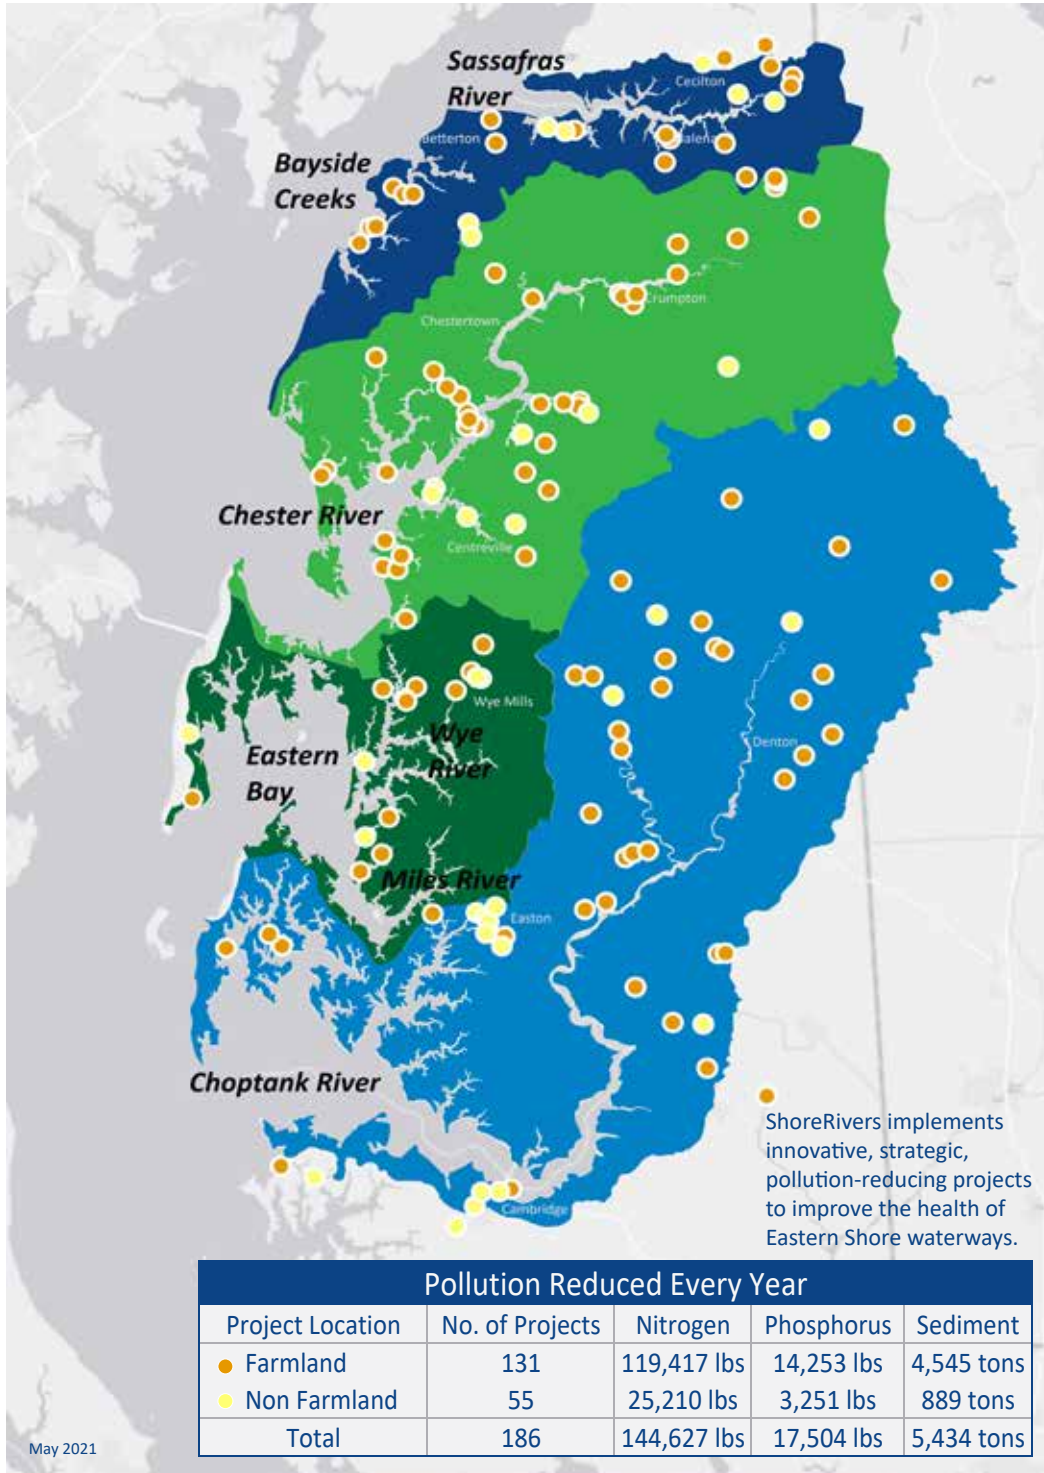 Sassafras
River
Cecilton
Betterton
Galena
Bayside
Creeks
Crumpton
Chestertown
Chester River
Centreville
Wye Mills
Wye
River
Eastern
Bay
Denton
Miles River
Easton
Choptank River
Cambridge
ShoreRivers implements
innovative, strategic,
pollution-reducing projects
to improve the health of
Eastern Shore waterways.
Pollution Reduced Every Year
Project Location No. of Projects Nitrogen Phosphorus Sediment
Farmland 131 119,417 lbs 14,253 lbs 4,545 tons
Non Farmland 55 25,210 lbs 3,251 lbs 889 tons
Total 186 144,627 lbs 17,504 lbs 5,434 tons
May 2021